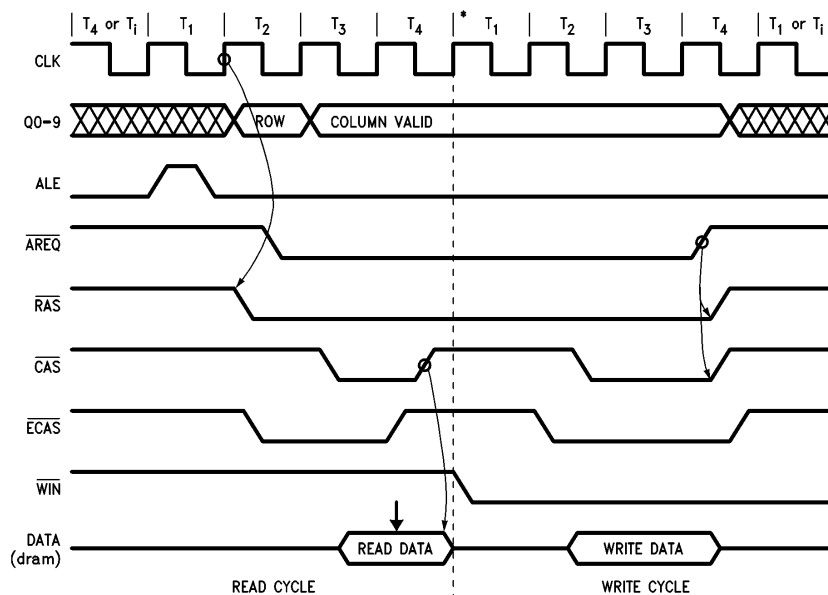 T4 or Ti | T1 | T2 | T3 | T4 | * T1 | T2 | T3 | T4 | T1 or Ti
CLK
Q0-9 ROW COLUMN VALID
ALE
AREQ
RAS
CAS
ECAS
WIN
DATA READ DATA WRITE DATA
(dram)
READ CYCLE WRITE CYCLE